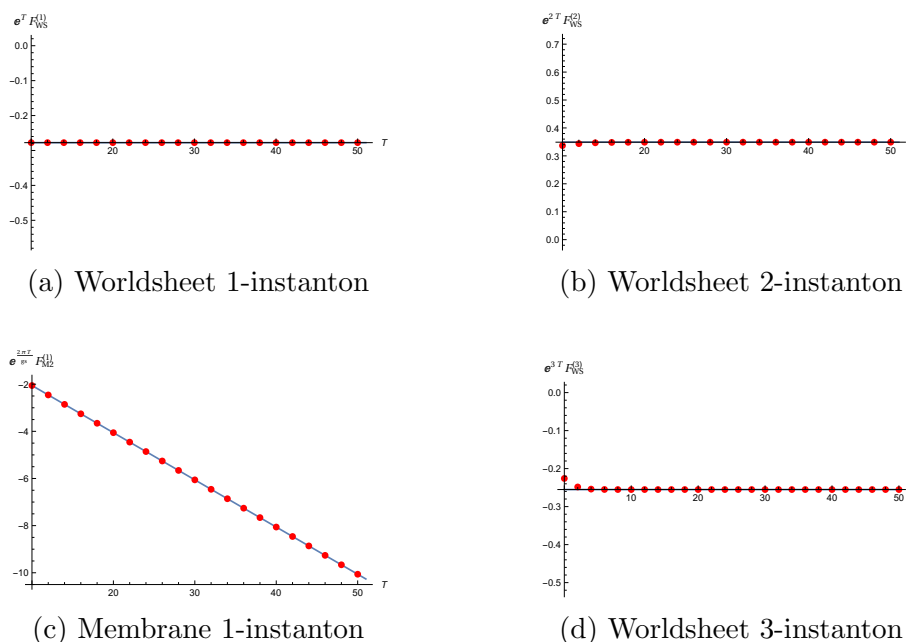 e^T F_WS^(1)
0.0
−0.1
−0.2
−0.4
−0.5
20 40 50 T
(a) Worldsheet 1-instanton
e^{2 T} F_WS^(2)
0.7
0.6
0.5
0.4
0.3
0.2
0.1
0.0
20 30 40 50
(b) Worldsheet 2-instanton
e^{2 π T / gs} F_M2^(1)
−2
−4
−6
−8
−10
20 40 50 T
(c) Membrane 1-instanton
e^{3 T} F_WS^(3)
0.0
−0.1
−0.2
−0.3
−0.4
−0.5
10 20 30 40 50
(d) Worldsheet 3-instanton